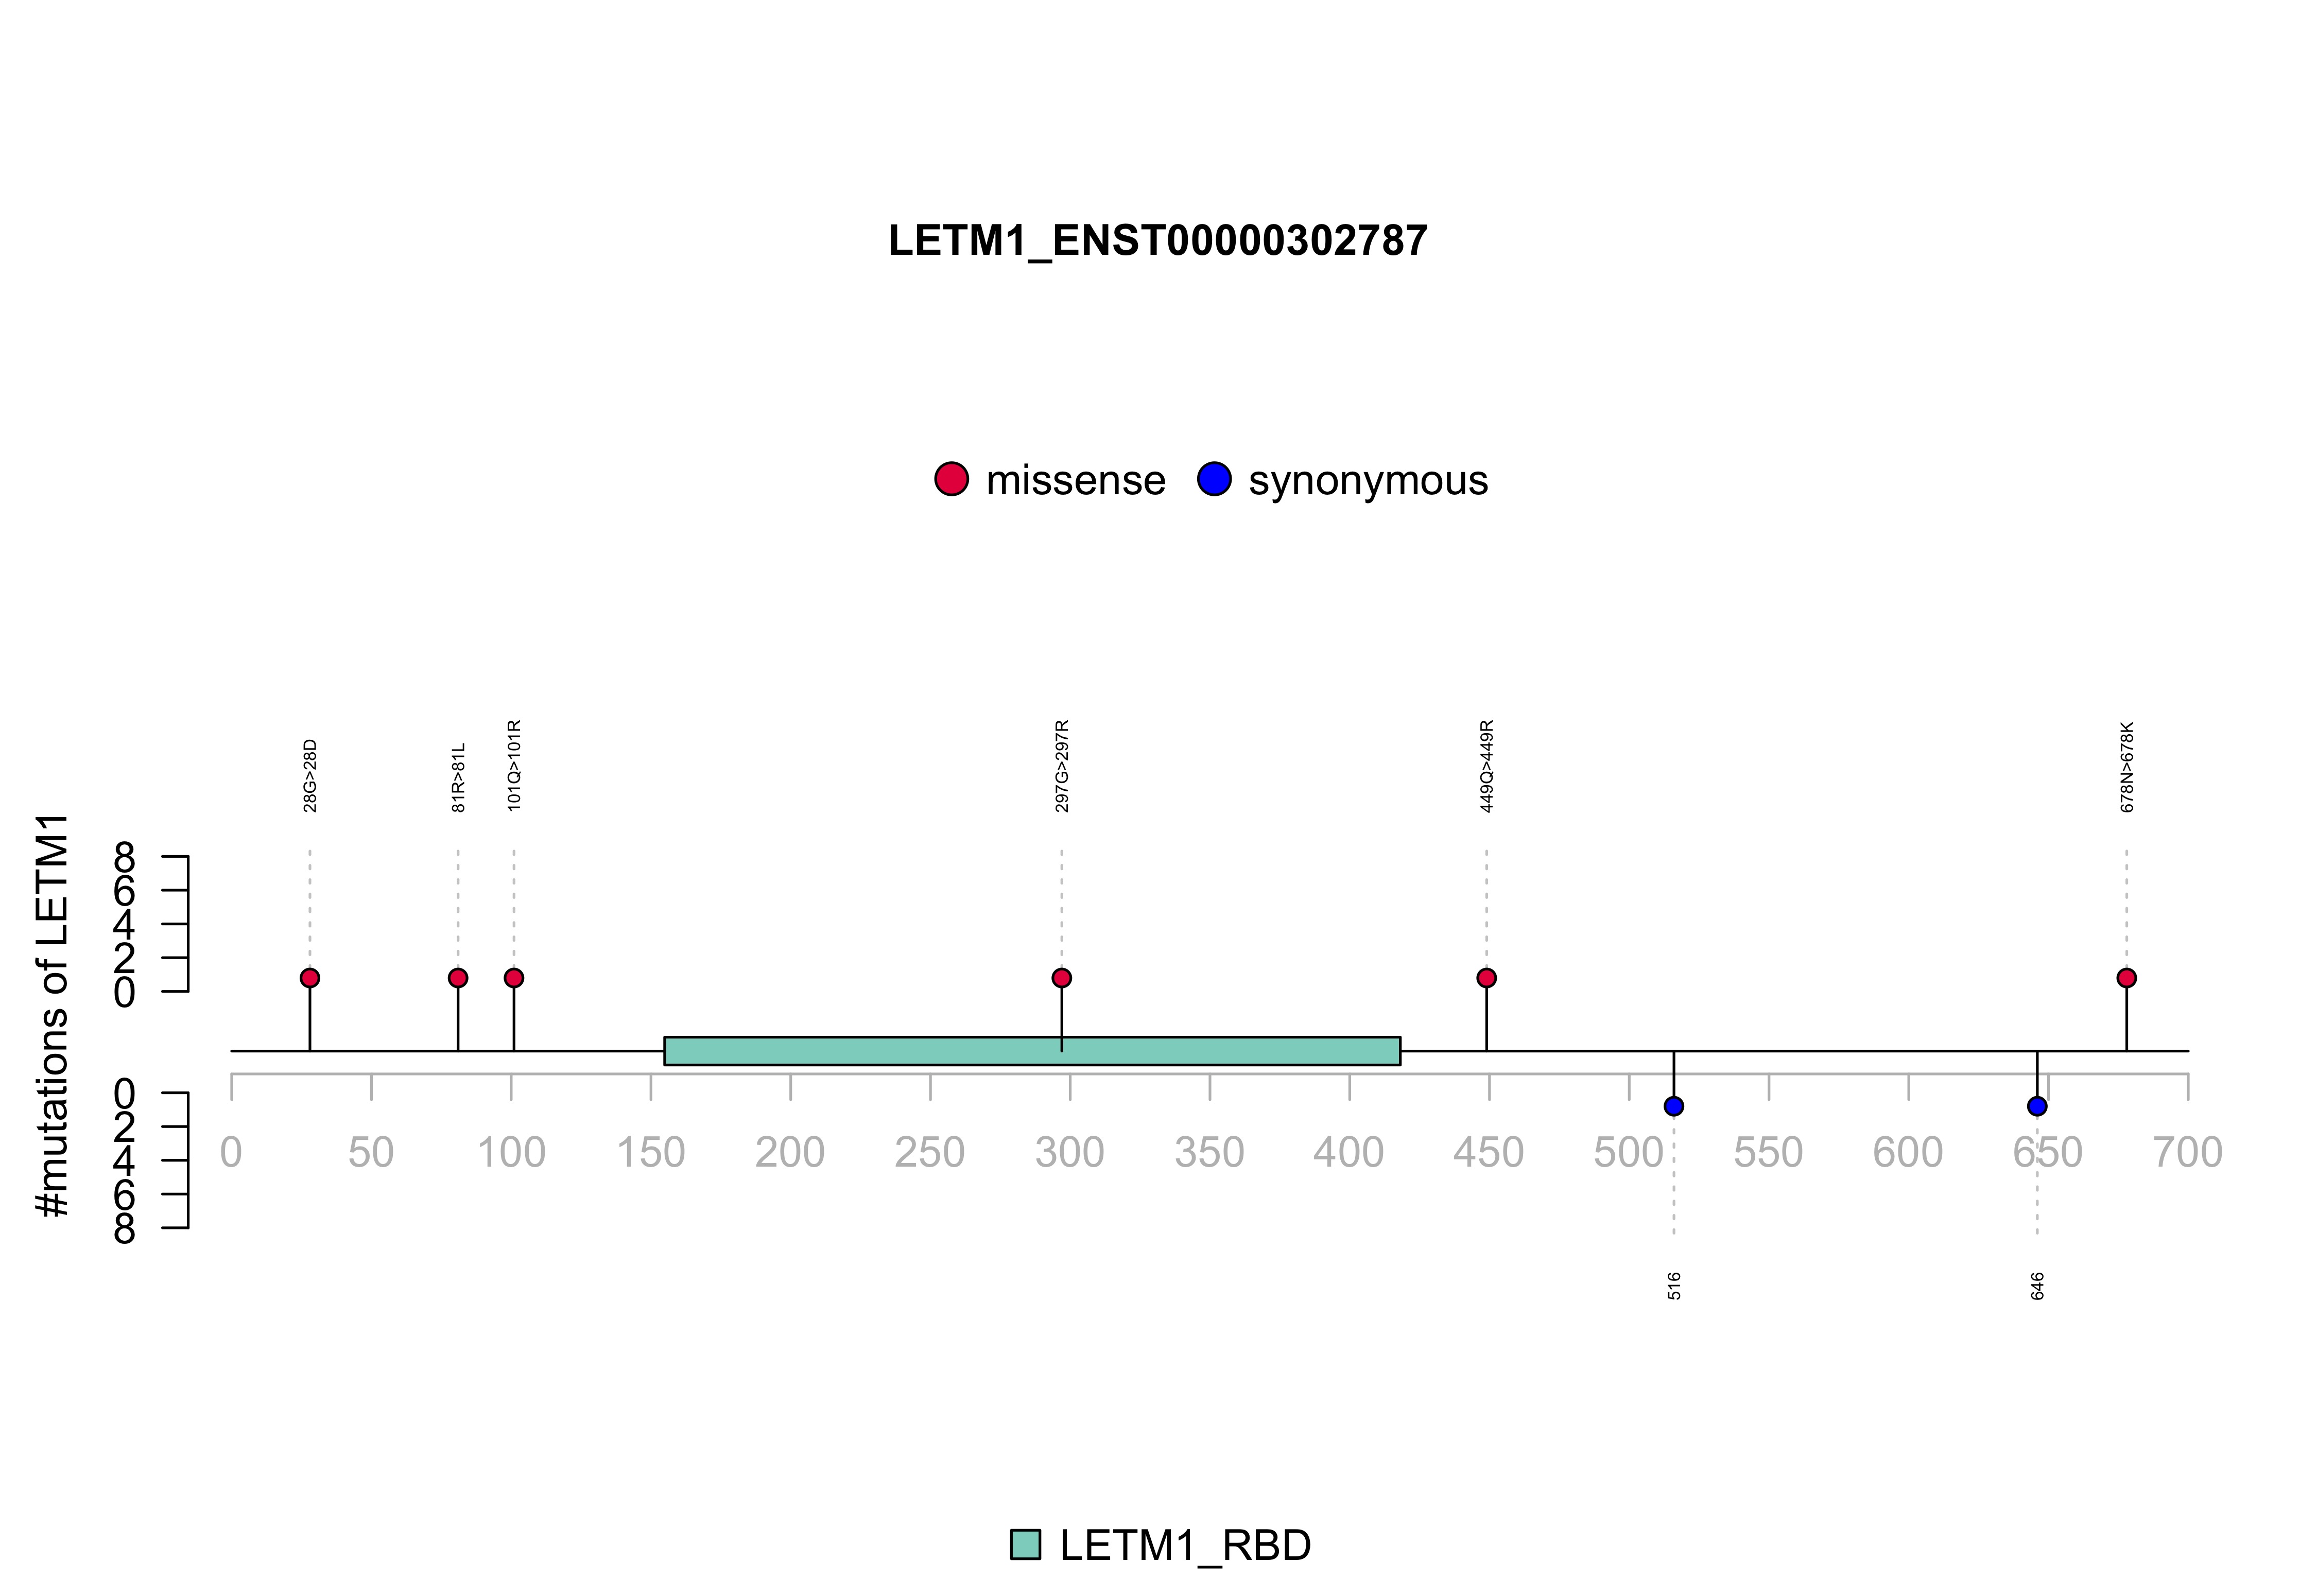 LETM1_ENST00000302787
missense synonymous
28G>28D
81R>81L
101Q>101R
297G>297R
449Q>449R
678N>678K
#mutations of LETM1
8
6
4
2
0
0
2
4
6
8
0 50 100 150 200 250 300 350 400 450 500 550 600 650 700
516
646
LETM1_RBD